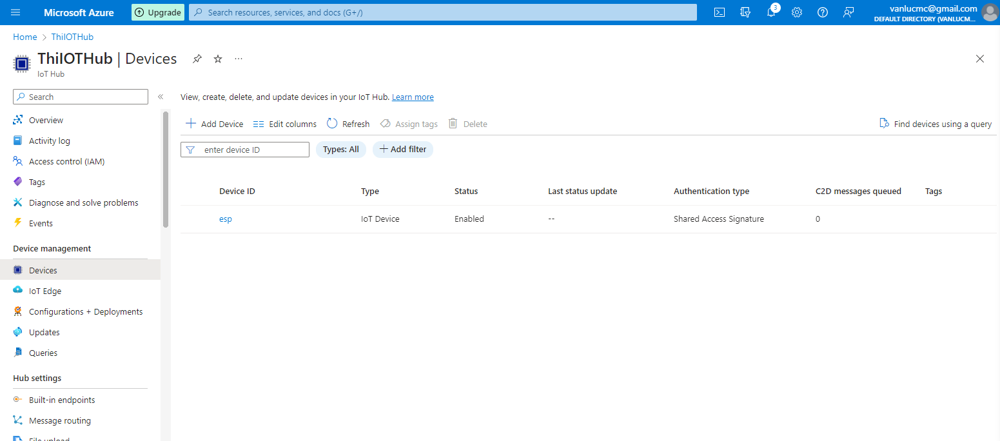 Microsoft Azure
Upgrade
Search resources, services, and docs (G+/)
3
vanlucmc@gmail.com
DEFAULT DIRECTORY (VANLUCM...
Home > ThiIOTHub
ThiIOTHub | Devices
IoT Hub
Search
«
View, create, delete, and update devices in your IoT Hub. Learn more
Overview
Activity log
Access control (IAM)
Tags
Diagnose and solve problems
Events
Device management
Devices
IoT Edge
Configurations + Deployments
Updates
Queries
Hub settings
Built-in endpoints
Message routing
File upload
Add Device Edit columns Refresh Assign tags Delete Find devices using a query
enter device ID Types: All Add filter
Device ID Type Status Last status update Authentication type C2D messages queued Tags
esp IoT Device Enabled -- Shared Access Signature 0